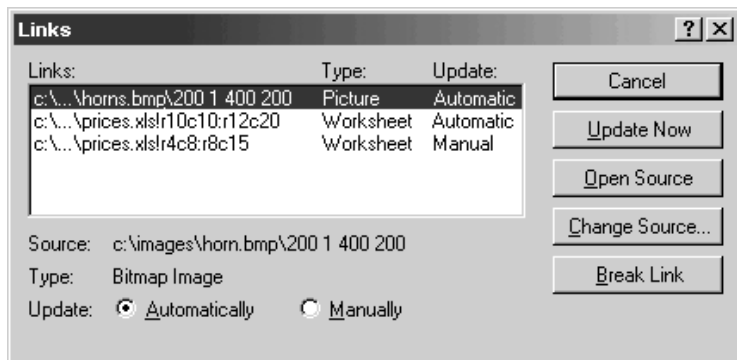 Links
Links: Type: Update:
c:\...\horns.bmp\200 1 400 200 Picture Automatic
c:\...\prices.xls!r10c10:r12c20 Worksheet Automatic
c:\...\prices.xls!r4c8:r8c15 Worksheet Manual
Source: c:\images\horn.bmp\200 1 400 200
Type: Bitmap Image
Update: Automatically Manually
Cancel
Update Now
Open Source
Change Source...
Break Link